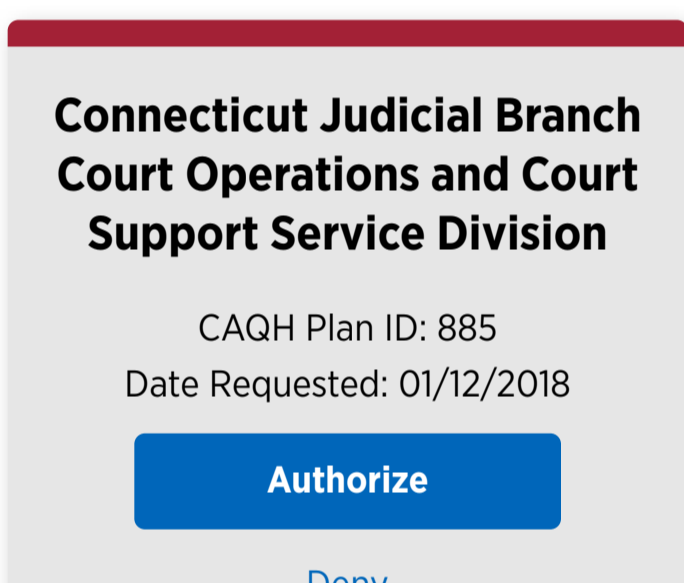 Connecticut Judicial Branch
Court Operations and Court
Support Service Division
CAQH Plan ID: 885
Date Requested: 01/12/2018
Authorize
Deny